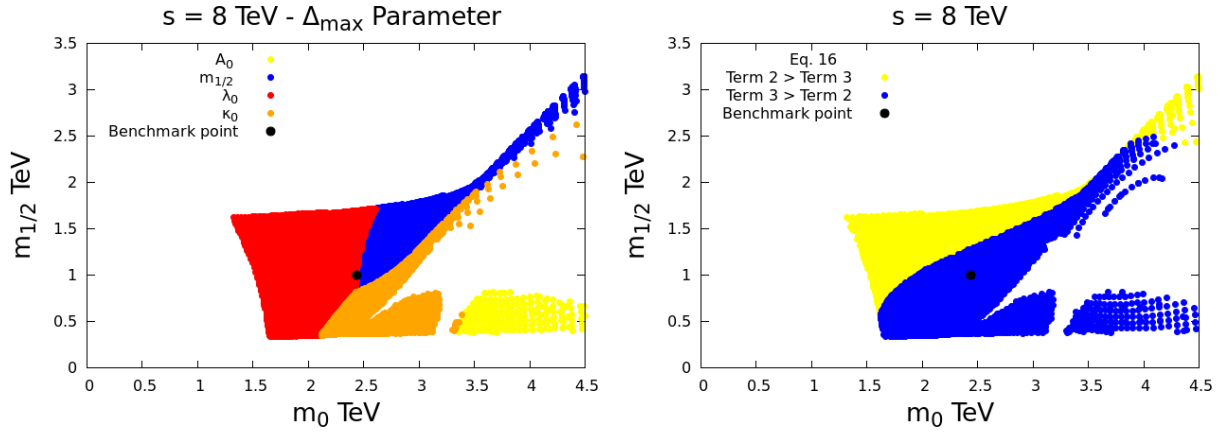 s = 8 TeV - Δmax Parameter
A0
m1/2
λ0
κ0
Benchmark point
m1/2 TeV
3.5
3
2.5
2
1.5
1
0.5
0
0 0.5 1 1.5 2 2.5 3 3.5 4 4.5
m0 TeV
s = 8 TeV
Eq. 16
Term 2 > Term 3
Term 3 > Term 2
Benchmark point
m1/2 TeV
3.5
3
2.5
2
1.5
1
0.5
0
0 0.5 1 1.5 2 2.5 3 3.5 4 4.5
m0 TeV